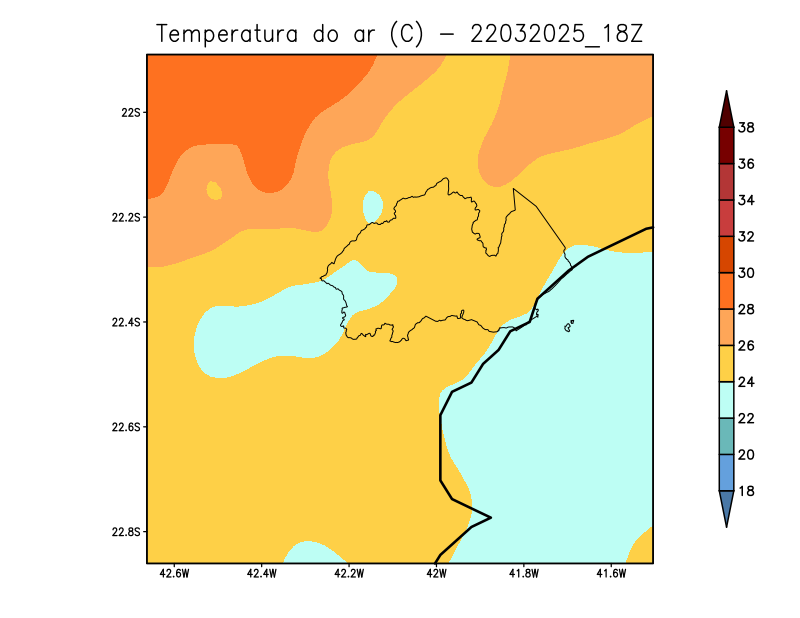 Temperatura do ar (C) - 22032025_18Z
22S
22.2S
22.4S
22.6S
22.8S
42.6W
42.4W
42.2W
42W
41.8W
41.6W
38
36
34
32
30
28
26
24
22
20
18